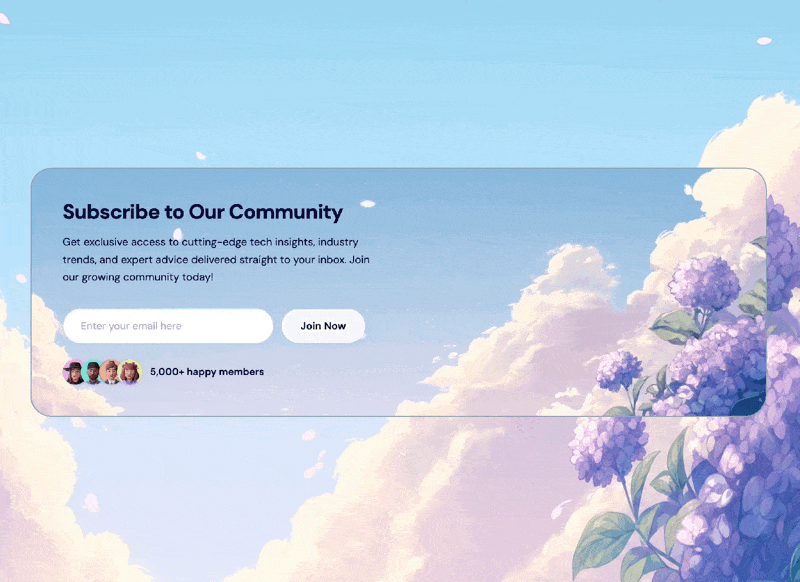 Subscribe to Our Community
Get exclusive access to cutting-edge tech insights, industry
trends, and expert advice delivered straight to your inbox. Join
our growing community today!
Enter your email here
Join Now
5,000+ happy members